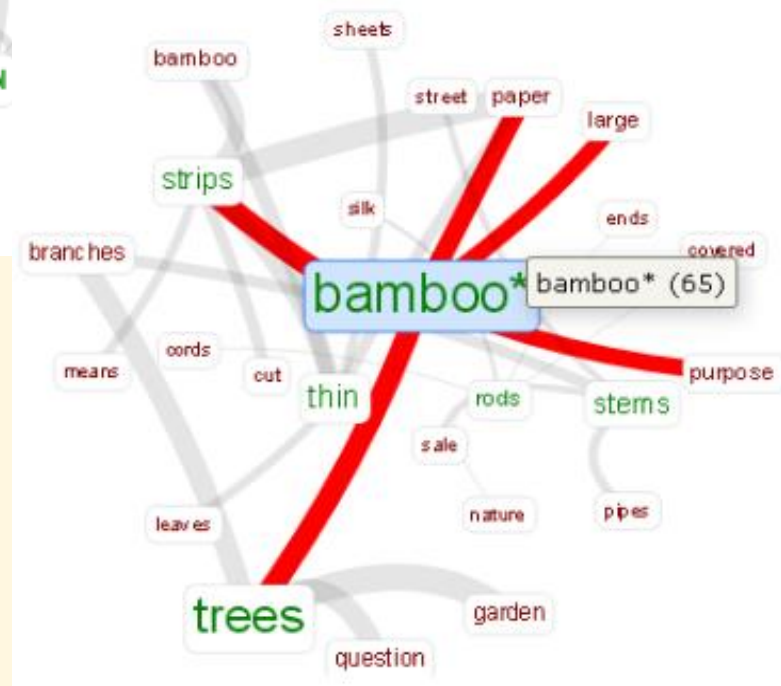 sheets
bamboo
street
paper
large
strips
silk
ends
branches
covered
bamboo*
bamboo* (65)
cords
means
cut
thin
rods
stems
purpose
sale
leaves
nature
pipes
trees
garden
question